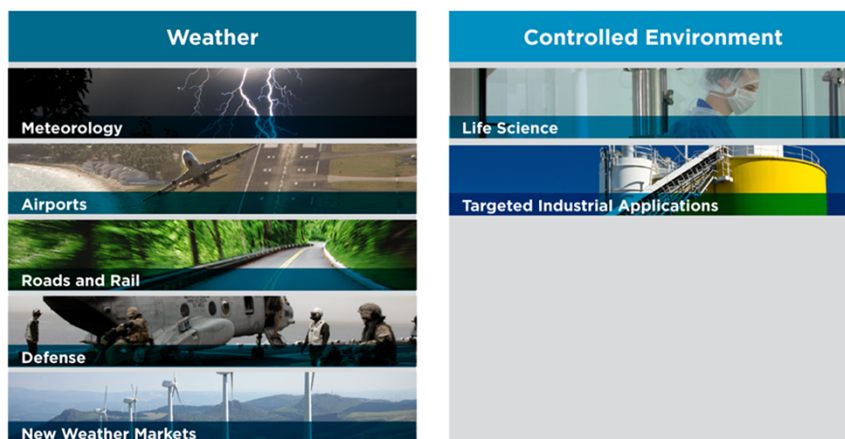 Weather
Meteorology
Airports
Roads and Rail
Defense
New Weather Markets
Controlled Environment
Life Science
Targeted Industrial Applications